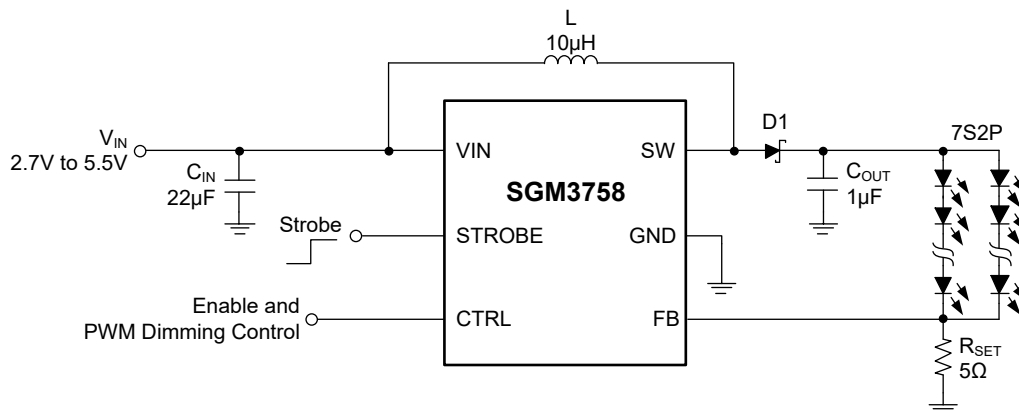 L
10μH
D1
7S2P
VIN
2.7V to 5.5V
CIN
22μF
VIN
SW
COUT
1μF
SGM3758
Strobe
STROBE
GND
Enable and
PWM Dimming Control
CTRL
FB
RSET
5Ω